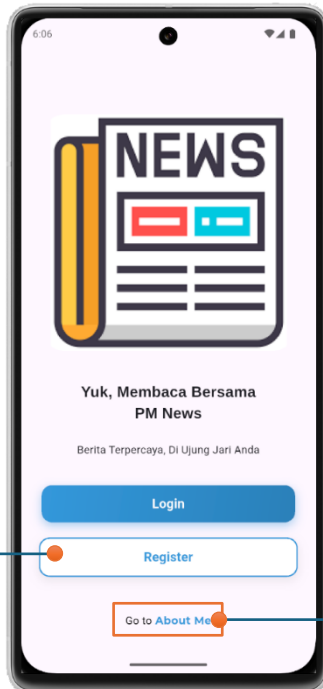 6:06
NEWS
Yuk, Membaca Bersama
PM News
Berita Terpercaya, Di Ujung Jari Anda
Login
Register
Go to About Me